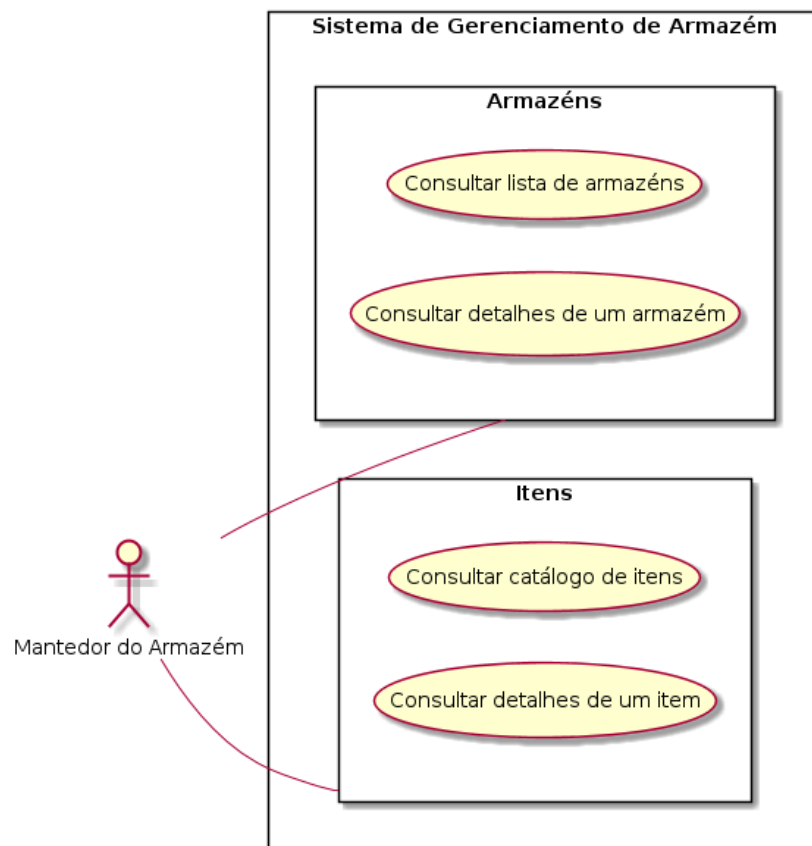 Sistema de Gerenciamento de Armazém
Armazéns
Consultar lista de armazéns
Consultar detalhes de um armazém
Itens
Consultar catálogo de itens
Mantedor do Armazém
Consultar detalhes de um item